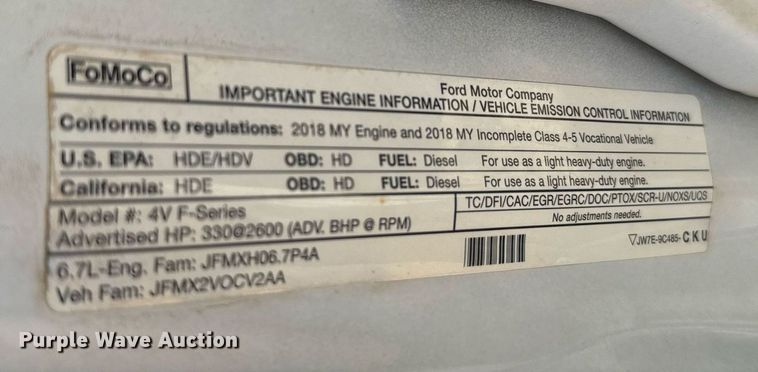 FoMoCo
Ford Motor Company
IMPORTANT ENGINE INFORMATION / VEHICLE EMISSION CONTROL INFORMATION
Conforms to regulations: 2018 MY Engine and 2018 MY Incomplete Class 4-5 Vocational Vehicle
U.S. EPA: HDE/HDV OBD: HD FUEL: Diesel For use as a light heavy-duty engine.
California: HDE OBD: HD FUEL: Diesel For use as a light heavy-duty engine.
Model #: 4V F-Series
Advertised HP: 330@2600 (ADV. BHP @ RPM)
TC/DFI/CAC/EGR/EGRC/DOC/PTOX/SCR-U/NOXS/UQS
No adjustments needed.
6.7L-Eng. Fam: JFMXH06.7P4A
Veh Fam: JFMX2VOCV2AA
JW7E-9C485-CKU
Purple Wave Auction